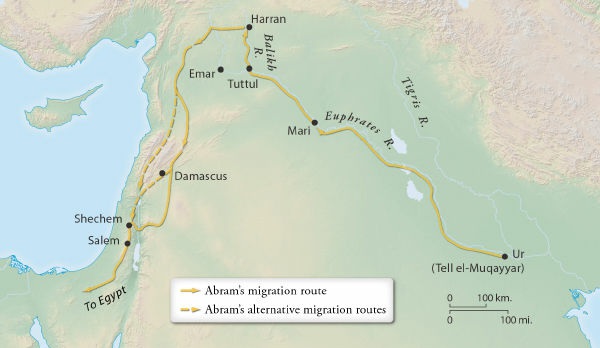 Harran
Balikh
R.
Emar
Tuttul
Tigris R.
Mari
Euphrates R.
Damascus
Shechem
Salem
Ur
(Tell el-Muqayyar)
To Egypt
Abram's migration route
Abram's alternative migration routes
0 100 km.
0 100 mi.